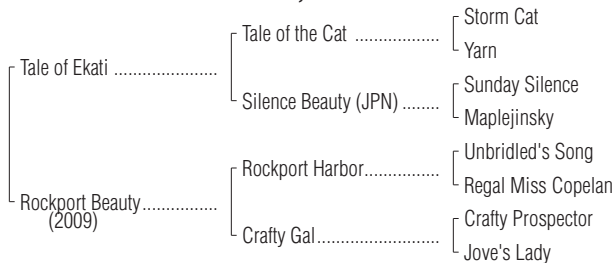 Tale of Ekati .....................
Rockport Beauty...............
(2009)
Tale of the Cat .................
Silence Beauty (JPN) ........
Rockport Harbor...............
Crafty Gal.........................
Storm Cat
Yarn
Sunday Silence
Maplejinsky
Unbridled's Song
Regal Miss Copelan
Crafty Prospector
Jove's Lady